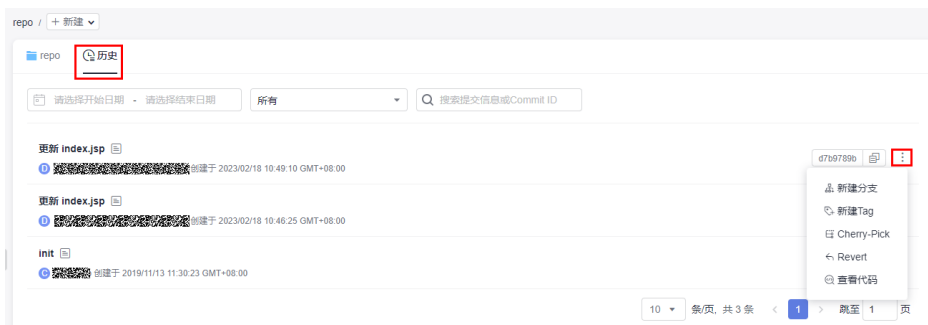 repo / + 新建
repo 历史
请选择开始日期 - 请选择结束日期 所有 搜索提交信息或Commit ID
更新 index.jsp
d7b9789b
D 创建于 2023/02/18 10:49:10 GMT+08:00
新建分支
更新 index.jsp
新建Tag
D 创建于 2023/02/18 10:46:25 GMT+08:00
Cherry-Pick
init
Revert
C 创建于 2019/11/13 11:30:23 GMT+08:00
查看代码
10 条/页, 共 3 条 < 1 > 跳至 1 页